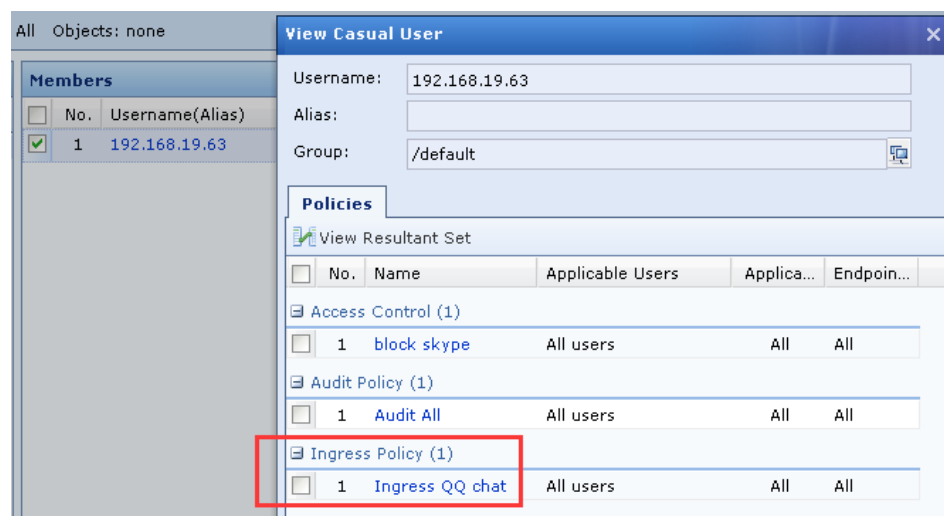 All Objects: none
View Casual User
Members
No. Username(Alias)
1 192.168.19.63
Username: 192.168.19.63
Alias:
Group: /default
Policies
View Resultant Set
No. Name Applicable Users Applica... Endpoin...
Access Control (1)
1 block skype All users All All
Audit Policy (1)
1 Audit All All users All All
Ingress Policy (1)
1 Ingress QQ chat All users All All